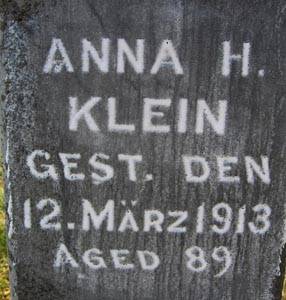 ANNA H.
KLEIN
GEST. DEN
12. MÄRZ 1913
AGED 89